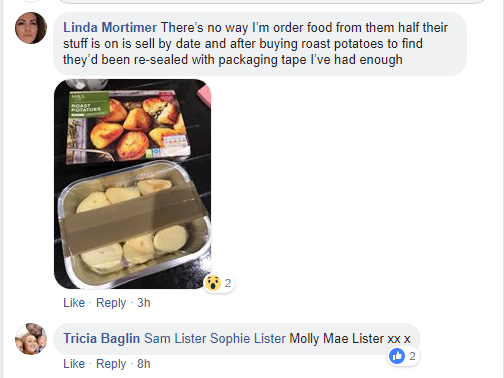 Linda Mortimer There's no way I'm order food from them half their
stuff is on is sell by date and after buying roast potatoes to find
they'd been re-sealed with packaging tape I've had enough
M&S
ROAST
POTATOES
2
Like · Reply · 3h
Tricia Baglin Sam Lister Sophie Lister Molly Mae Lister xx x
2
Like · Reply · 8h